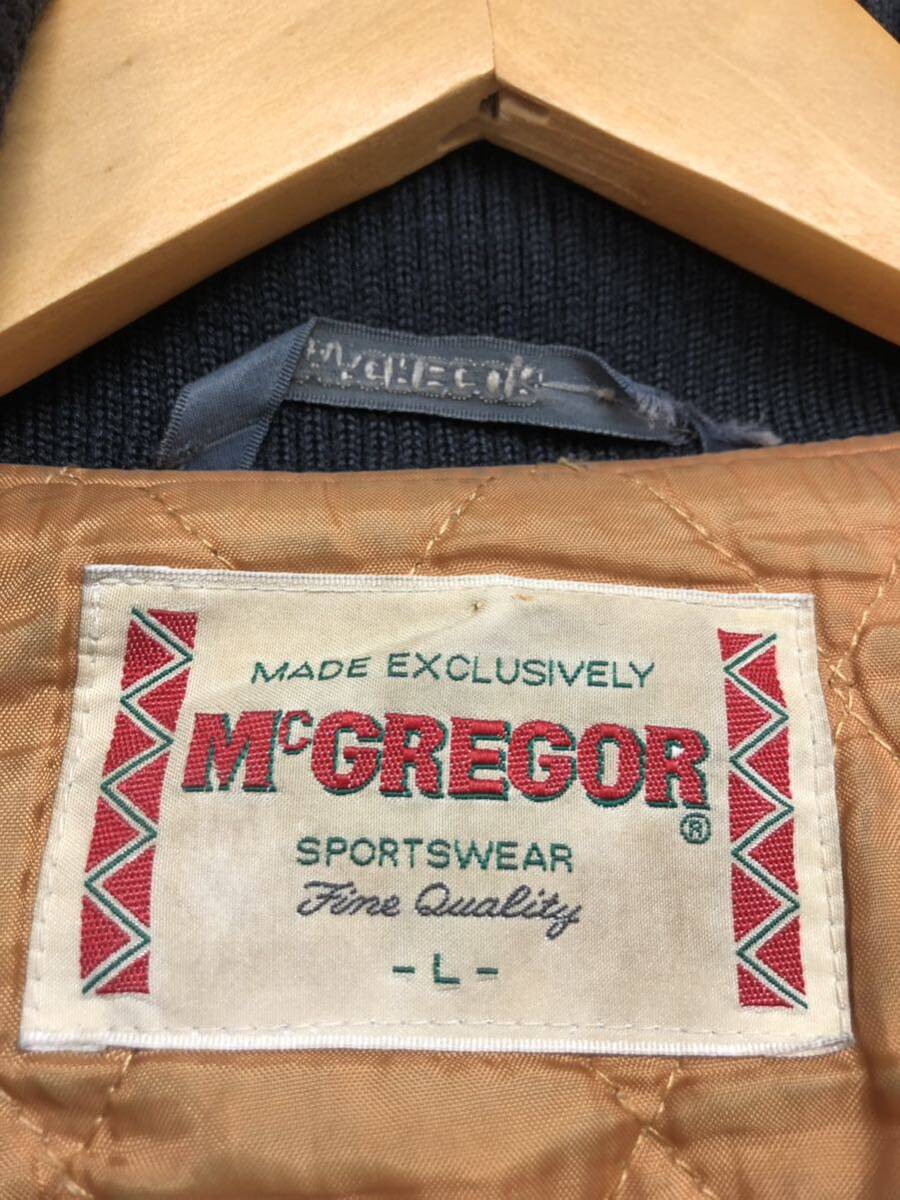 MADE EXCLUSIVELY
McGREGOR®
SPORTSWEAR
Fine Quality
- L -